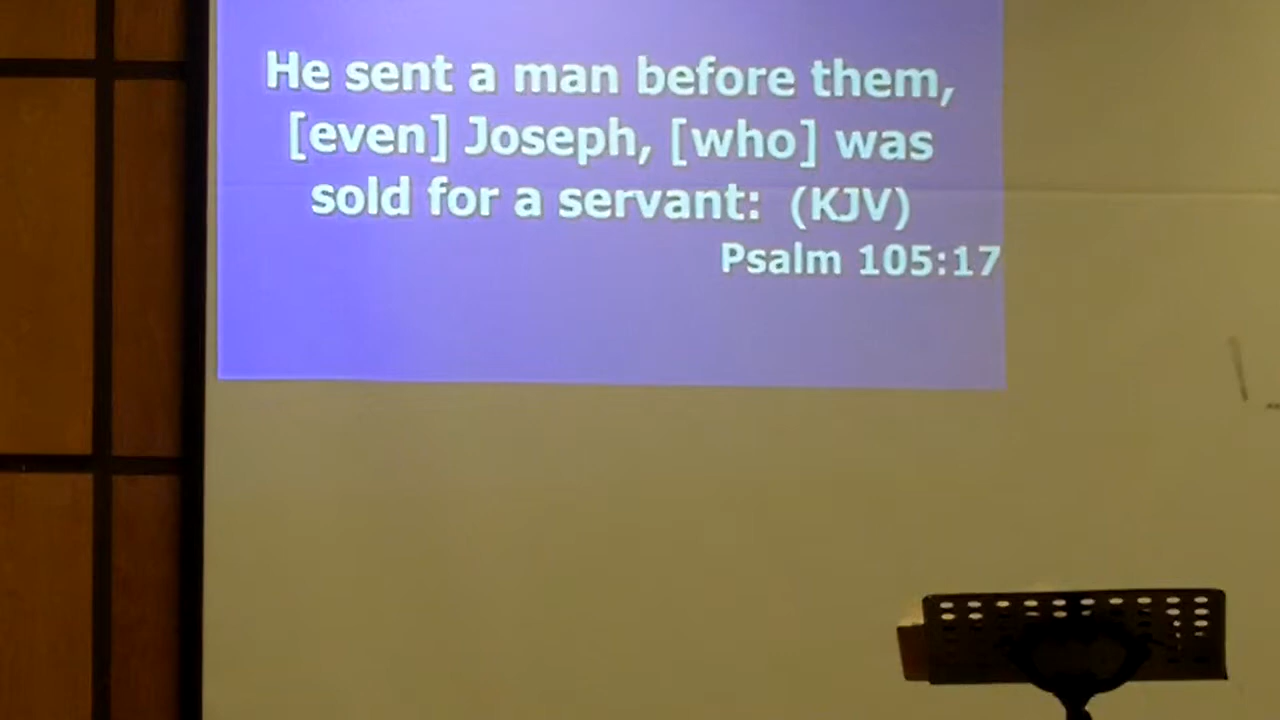 He sent a man before them,
[even] Joseph, [who] was
sold for a servant: (KJV)
Psalm 105:17